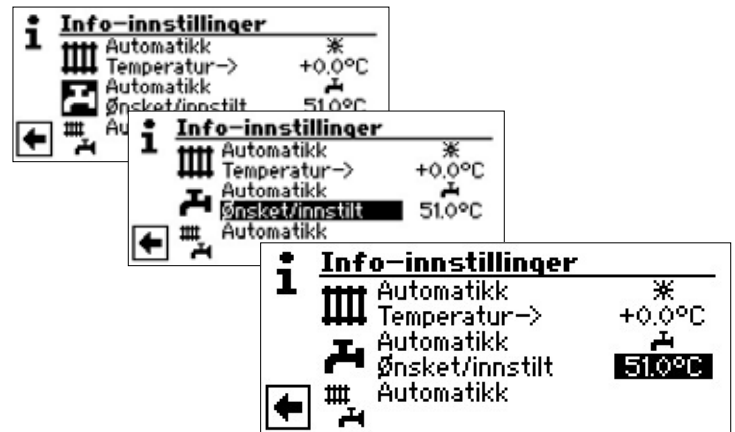 Info-innstillinger
Automatikk
Temperatur-> +0.0°C
Automatikk
Ønsket/innstilt 51.0°C
Au
Info-innstillinger
Automatikk
Temperatur-> +0.0°C
Automatikk
Ønsket/innstilt 51.0°C
Automatikk
Info-innstillinger
Automatikk
Temperatur-> +0.0°C
Automatikk
Ønsket/innstilt 51.0°C
Automatikk